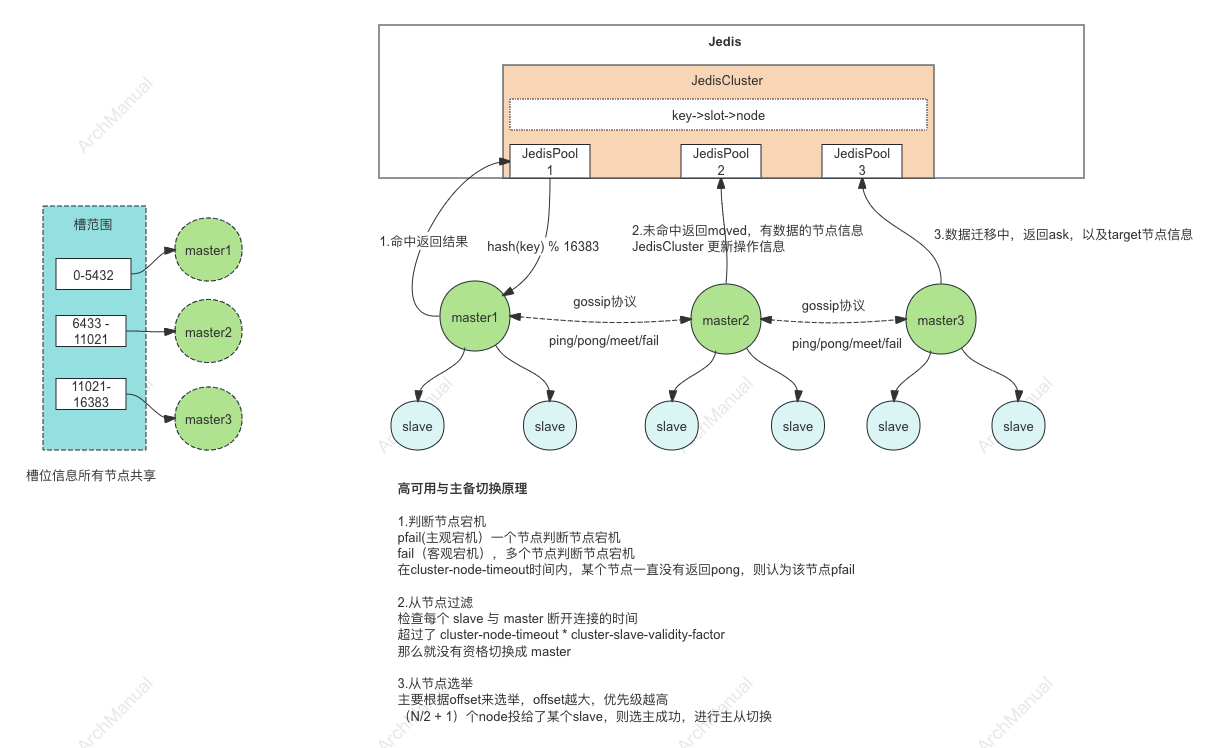 Jedis
JedisCluster
key->slot->node
JedisPool
1
JedisPool
2
JedisPool
3
1.命中返回结果
hash(key) % 16383
2.未命中返回moved，有数据的节点信息
JedisCluster 更新操作信息
3.数据迁移中，返回ask，以及target节点信息
槽范围
0-5432
6433 -
11021
11021-
16383
master1
master2
master3
槽位信息所有节点共享
master1
gossip协议
ping/pong/meet/fail
master2
gossip协议
ping/pong/meet/fail
master3
slave
slave
slave
slave
slave
slave
高可用与主备切换原理
1.判断节点宕机
pfail(主观宕机）一个节点判断节点宕机
fail（客观宕机），多个节点判断节点宕机
在cluster-node-timeout时间内，某个节点一直没有返回pong，则认为该节点pfail
2.从节点过滤
检查每个 slave 与 master 断开连接的时间
超过了 cluster-node-timeout * cluster-slave-validity-factor
那么就没有资格切换成 master
3.从节点选举
主要根据offset来选举，offset越大，优先级越高
（N/2 + 1）个node投给了某个slave，则选主成功，进行主从切换
ArchManual
ArchManual
ArchManual
ArchManual
ArchManual
ArchManual
ArchManual
ArchManual